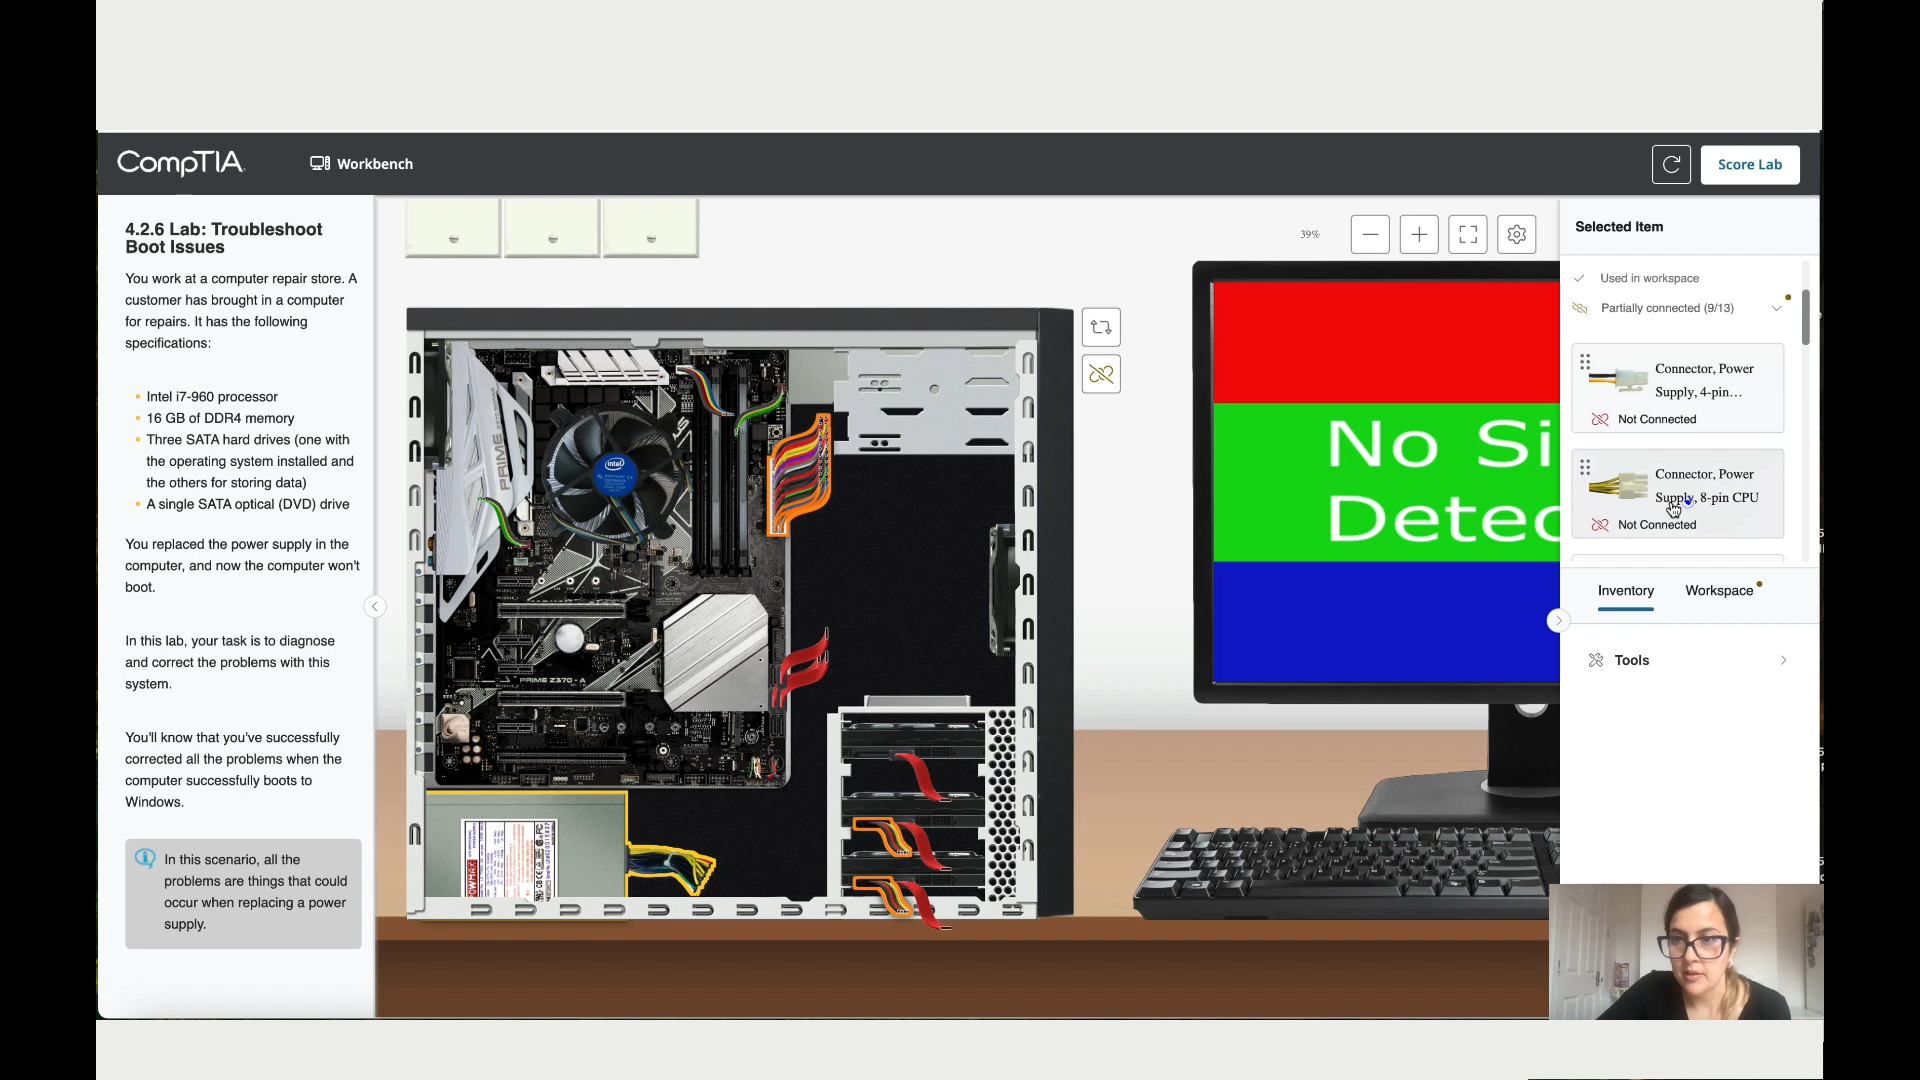 CompTIA
Workbench
Score Lab
4.2.6 Lab: Troubleshoot
Boot Issues
You work at a computer repair store. A
customer has brought in a computer
for repairs. It has the following
specifications:
Intel i7-960 processor
16 GB of DDR4 memory
Three SATA hard drives (one with
the operating system installed and
the others for storing data)
A single SATA optical (DVD) drive
You replaced the power supply in the
computer, and now the computer won't
boot.
In this lab, your task is to diagnose
and correct the problems with this
system.
You'll know that you've successfully
corrected all the problems when the
computer successfully boots to
Windows.
In this scenario, all the
problems are things that could
occur when replacing a power
supply.
39%
PRIME
intel
PRIME Z370-A
No Si
Detec
Selected Item
Used in workspace
Partially connected (9/13)
Connector, Power
Supply, 4-pin…
Not Connected
Connector, Power
Supply, 8-pin CPU
Not Connected
Inventory
Workspace
Tools